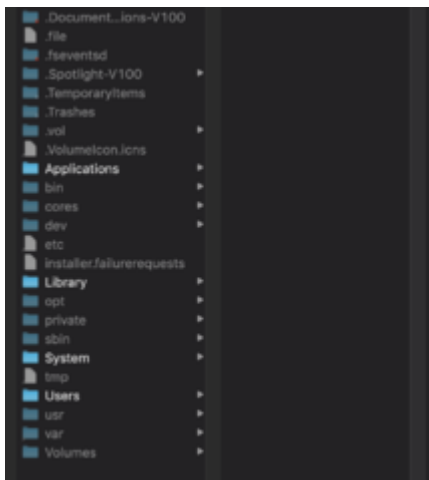 .Document...ions-V100
.file
.fseventsd
.Spotlight-V100
.TemporaryItems
.Trashes
.vol
.VolumeIcon.icns
Applications
bin
cores
dev
etc
installer.failurerequests
Library
opt
private
sbin
System
tmp
Users
usr
var
Volumes